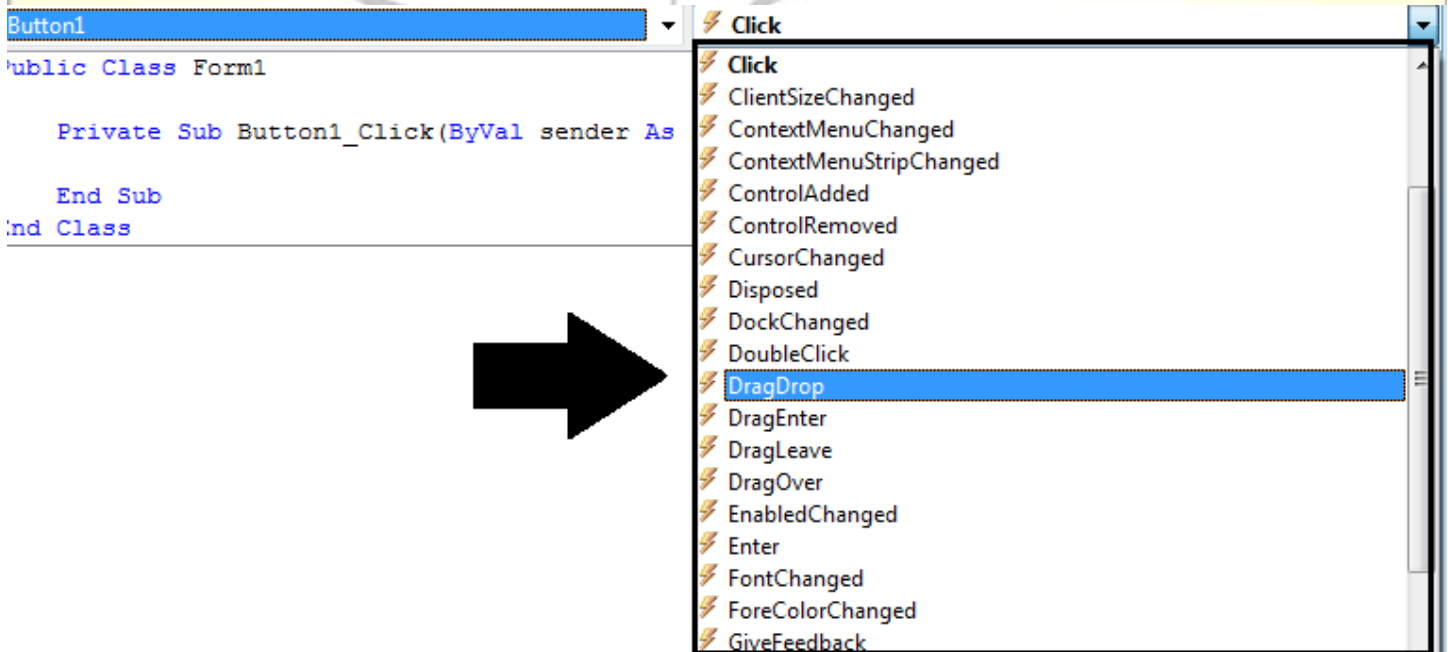 Button1
Click
Public Class Form1
Private Sub Button1_Click(ByVal sender As
End Sub
End Class
Click
ClientSizeChanged
ContextMenuChanged
ContextMenuStripChanged
ControlAdded
ControlRemoved
CursorChanged
Disposed
DockChanged
DoubleClick
DragDrop
DragEnter
DragLeave
DragOver
EnabledChanged
Enter
FontChanged
ForeColorChanged
GiveFeedback